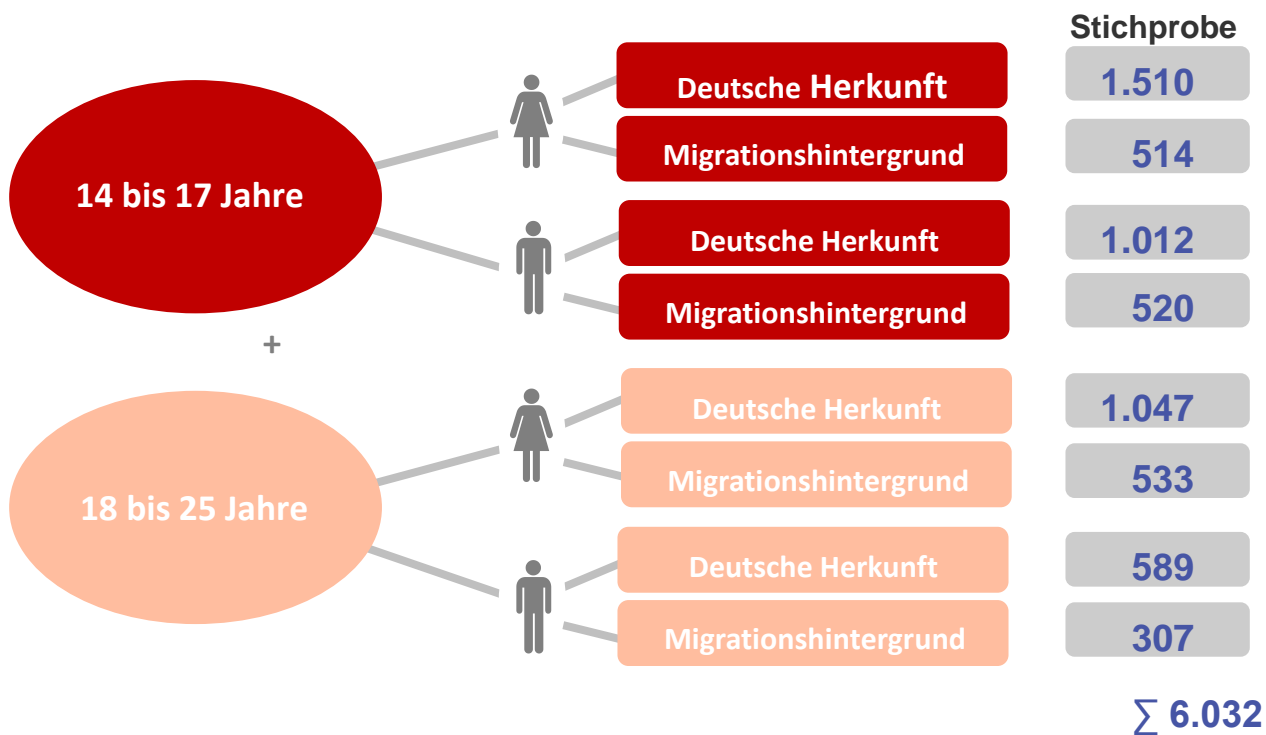 Stichprobe
14 bis 17 Jahre
Deutsche Herkunft 1.510
Migrationshintergrund 514
Deutsche Herkunft 1.012
Migrationshintergrund 520
+
18 bis 25 Jahre
Deutsche Herkunft 1.047
Migrationshintergrund 533
Deutsche Herkunft 589
Migrationshintergrund 307
∑ 6.032